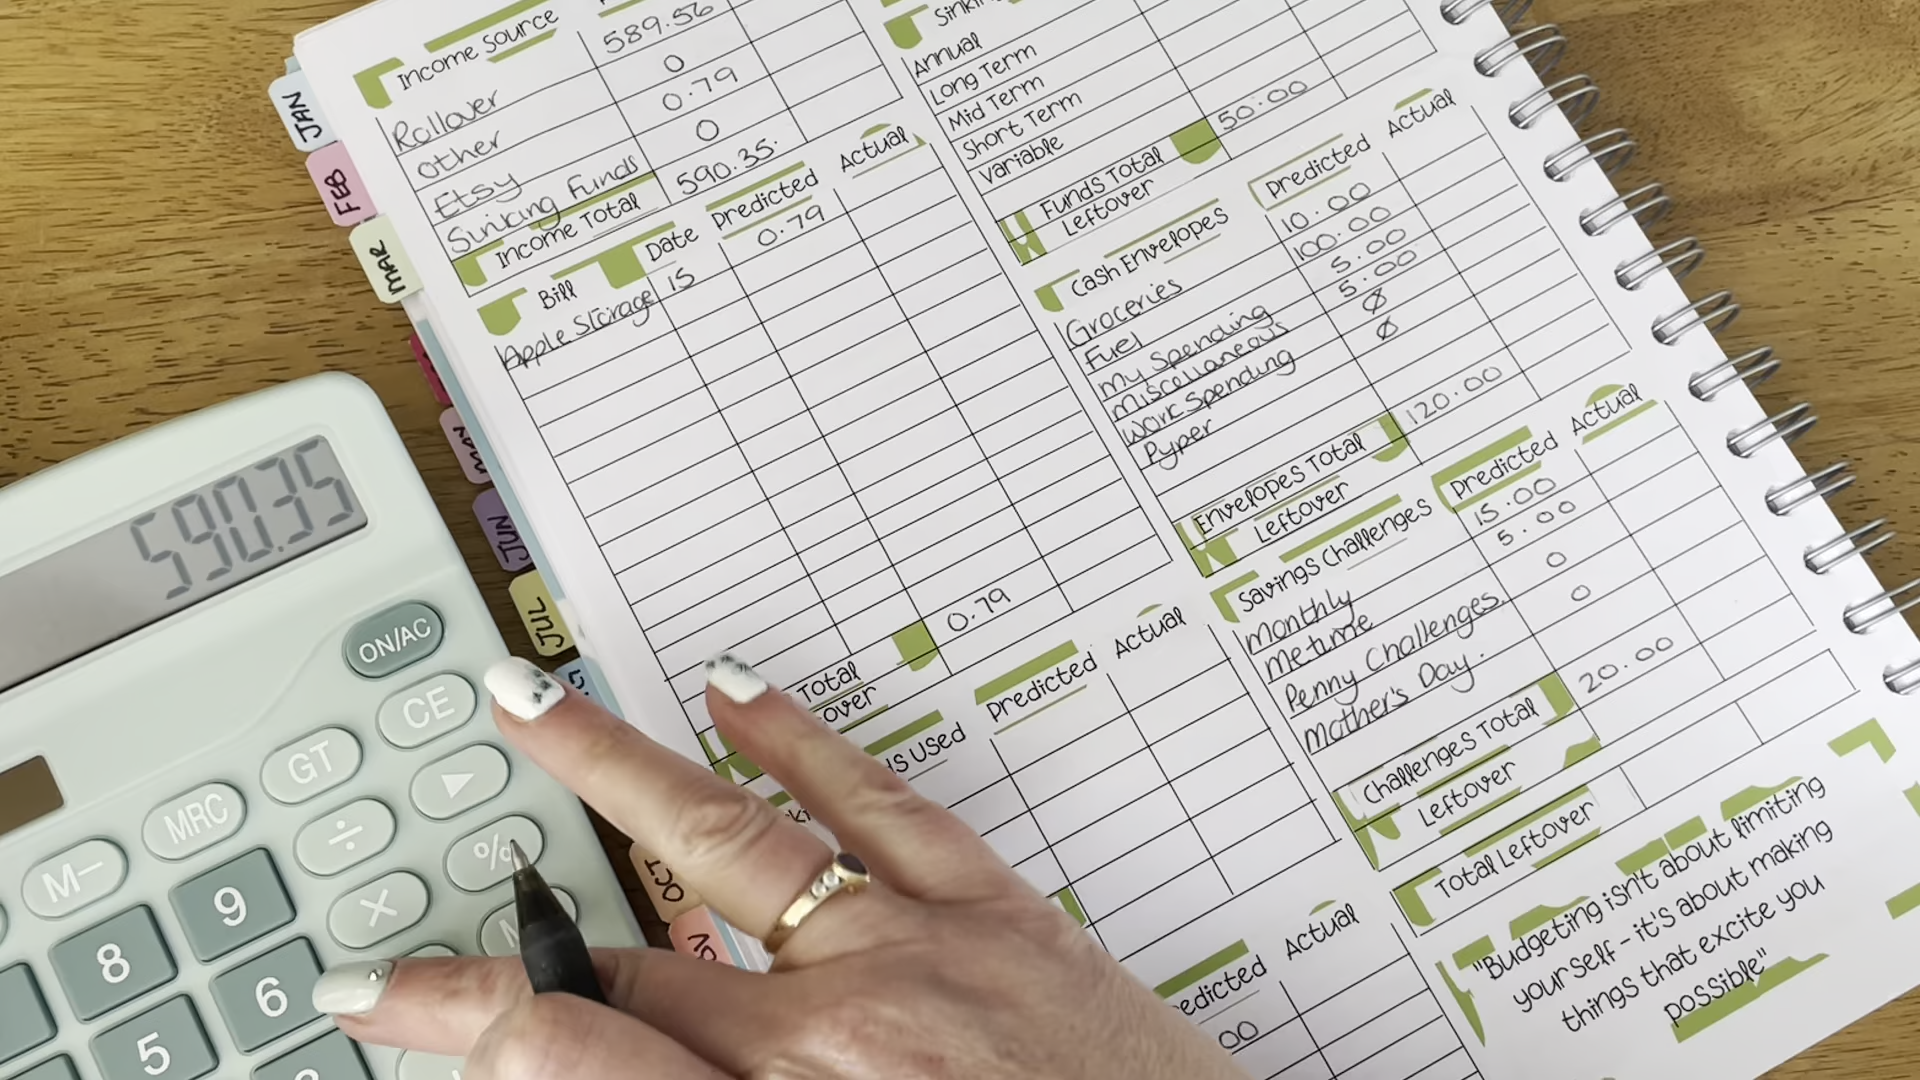 Income Source
589.56
Rollover 0
Other 0.79
Etsy 0
Sinking Funds
Income Total 590.35.
Bill Date Predicted Actual
Apple Storage 15 0.79
0.79
Total
over
Used
Predicted Actual
Annual
Long Term
Mid Term
Short Term
Variable
Funds Total 50.00
Leftover
Cash Envelopes Predicted Actual
Groceries 10.00
Fuel 100.00
My Spending 5.00
Miscellaneous 5.00
Work Spending Ø
Pyper Ø
Envelopes Total 120.00
Leftover
Savings Challenges Predicted Actual
Monthly 15.00
Me time 5.00
Penny Challenges 0
Mother's Day. 0
Challenges Total 20.00
Leftover
Total Leftover
"Budgeting isn't about limiting
yourself - it's about making
things that excite you
possible"
edicted Actual
00
JAN
FEB
MAR
MAY
JUN
JUL
OCT
590.35
ON/AC
CE
GT ▶
MRC ÷ %
M− 9 ×
8 6
5